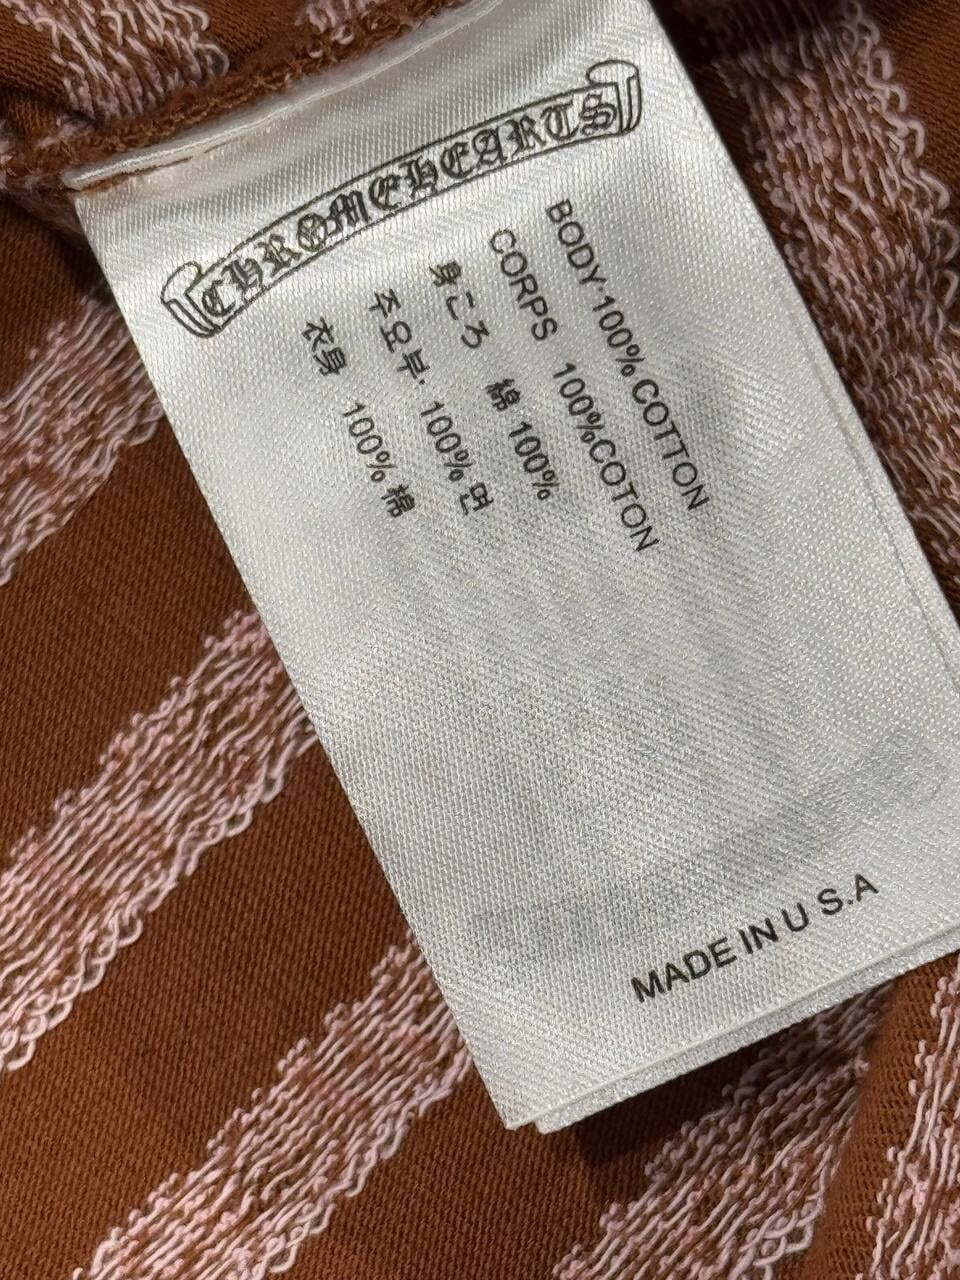 CHROME HEARTS
BODY·100%COTTON
CORPS 100%COTON
身ごろ 綿 100%
주요부· 100% 면
衣身 100% 棉
MADE IN U S.A